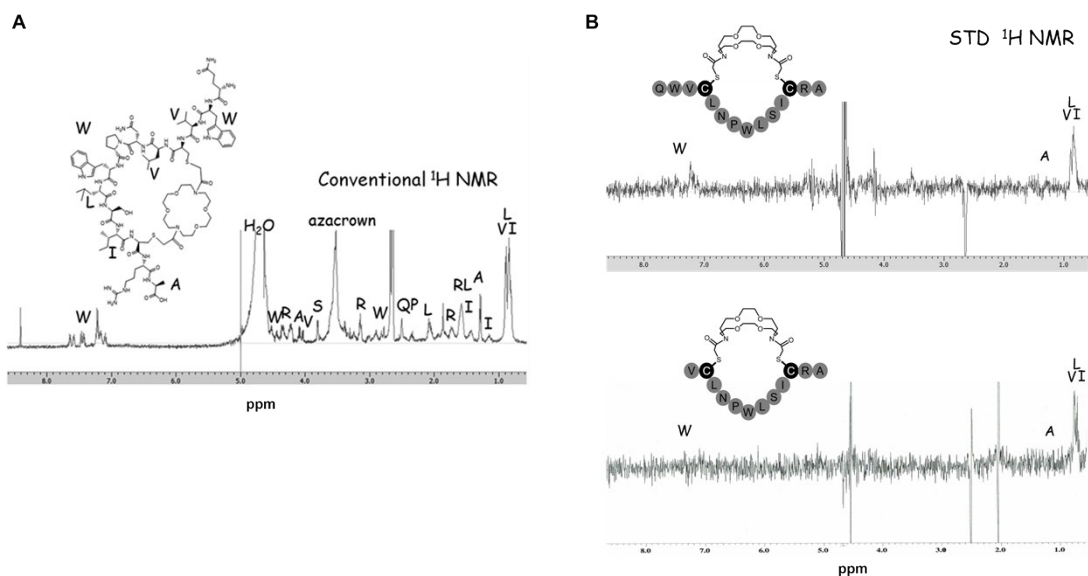 A
W
V
W
V
L
I
A
Conventional ¹H NMR
H₂O
azacrown
W R A V S R W QP L R RL I A I L VI
8.0 7.0 6.0 5.0 4.0 3.0 2.0 1.0
ppm
B
STD ¹H NMR
O N N O
S S
Q W V C L N P W L S I C R A
W
A
L
VI
8.0 7.0 6.0 5.0 4.0 3.0 2.0 1.0
O N N O
S S
V C L N P W L S I C R A
W
A
L
VI
8.0 7.0 6.0 5.0 4.0 3.0 2.0 1.0
ppm